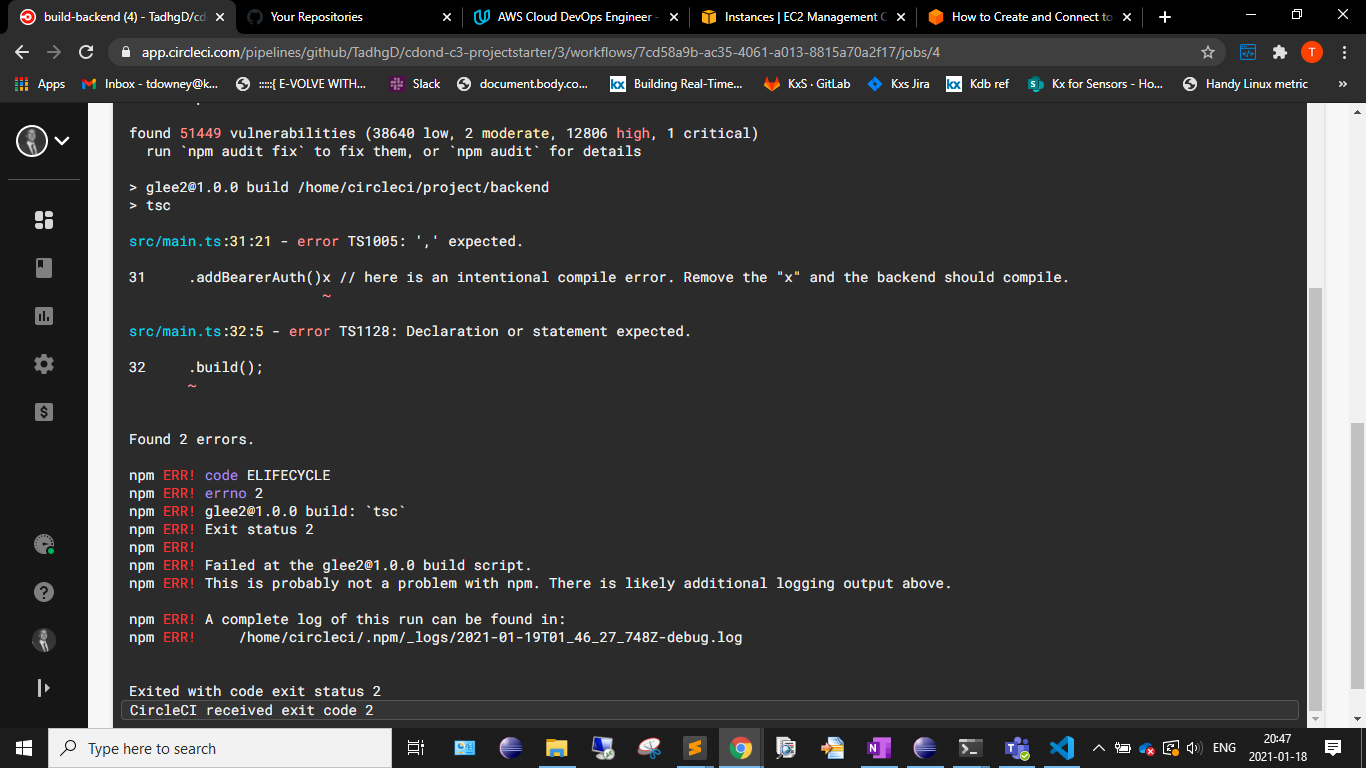 build-backend (4) - TadhgD/cd
Your Repositories
AWS Cloud DevOps Engineer -
Instances | EC2 Management C
How to Create and Connect to
app.circleci.com/pipelines/github/TadhgD/cdond-c3-projectstarter/3/workflows/7cd58a9b-ac35-4061-a013-8815a70a2f17/jobs/4
T
Apps
Inbox - tdowney@k...
:::::{ E-VOLVE WITH...
Slack
document.body.co...
kx
Building Real-Time...
KxS · GitLab
Kxs Jira
kx
Kdb ref
Kx for Sensors - Ho...
Handy Linux metric
»
found 51449 vulnerabilities (38640 low, 2 moderate, 12806 high, 1 critical)
run `npm audit fix` to fix them, or `npm audit` for details
> glee2@1.0.0 build /home/circleci/project/backend
> tsc
src/main.ts:31:21 - error TS1005: ',' expected.
31 .addBearerAuth()x // here is an intentional compile error. Remove the "x" and the backend should compile.
~
src/main.ts:32:5 - error TS1128: Declaration or statement expected.
32 .build();
~
Found 2 errors.
npm ERR! code ELIFECYCLE
npm ERR! errno 2
npm ERR! glee2@1.0.0 build: `tsc`
npm ERR! Exit status 2
npm ERR!
npm ERR! Failed at the glee2@1.0.0 build script.
npm ERR! This is probably not a problem with npm. There is likely additional logging output above.
npm ERR! A complete log of this run can be found in:
npm ERR! /home/circleci/.npm/_logs/2021-01-19T01_46_27_748Z-debug.log
Exited with code exit status 2
CircleCI received exit code 2
Type here to search
ENG
20:47
2021-01-18